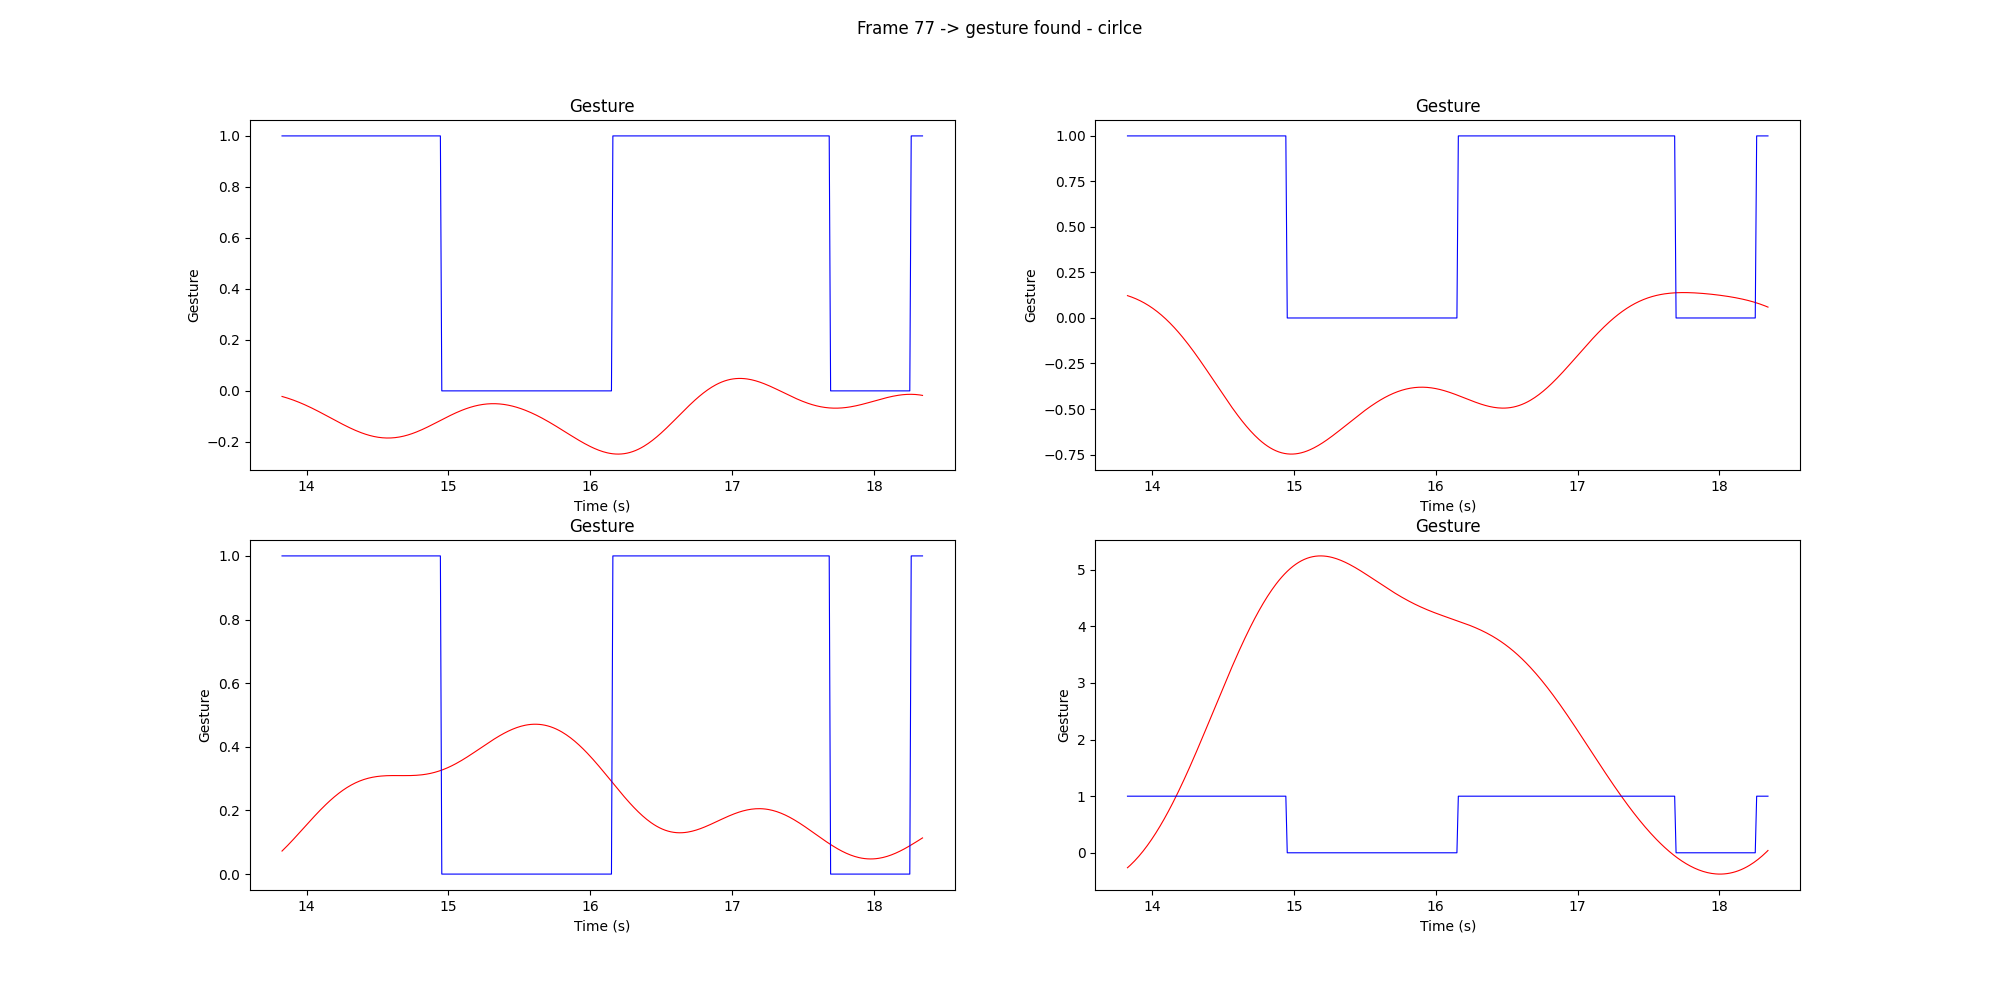 Frame 77 -> gesture found - cirlce
Gesture
1.0
0.8
0.6
0.4
0.2
0.0
−0.2
Gesture
14 15 16 17 18
Time (s)
Gesture
1.00
0.75
0.50
0.25
0.00
−0.25
−0.50
−0.75
Gesture
14 15 16 17 18
Time (s)
Gesture
1.0
0.8
0.6
0.4
0.2
0.0
Gesture
14 15 16 17 18
Time (s)
Gesture
5
4
3
2
1
0
Gesture
14 15 16 17 18
Time (s)